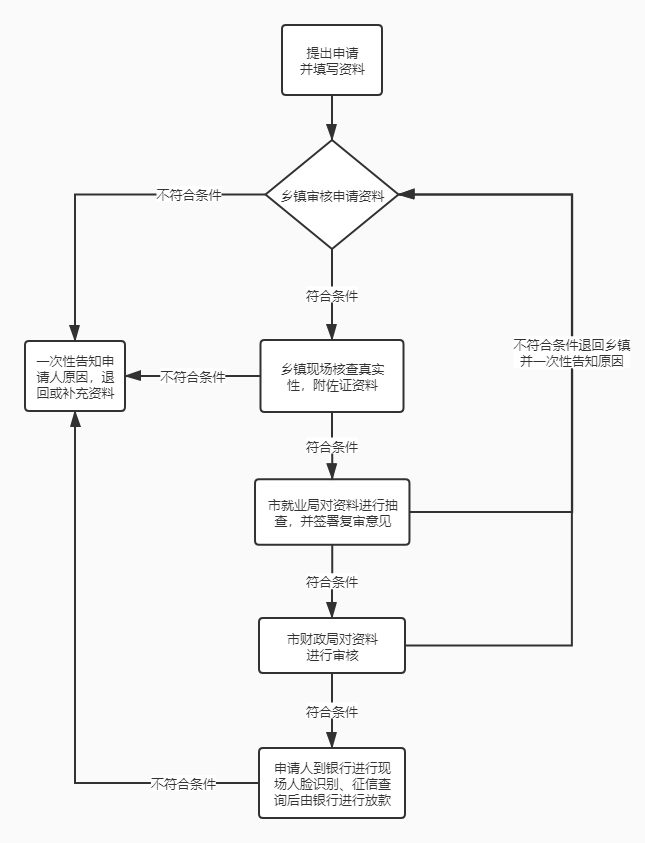 提出申请
并填写资料
不符合条件
乡镇审核申请资料
符合条件
不符合条件退回乡镇
并一次性告知原因
一次性告知申
请人原因，退
回或补充资料
不符合条件
乡镇现场核查真实
性，附佐证资料
符合条件
市就业局对资料进行抽
查，并签署复审意见
符合条件
市财政局对资料
进行审核
符合条件
不符合条件
申请人到银行进行现
场人脸识别、征信查
询后由银行进行放款